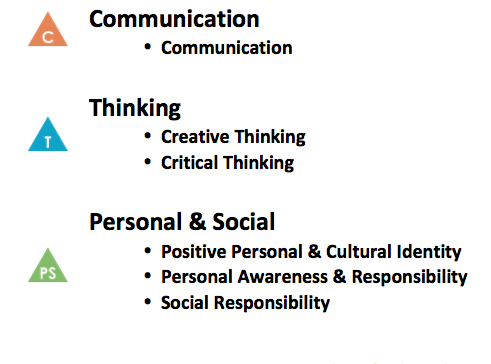 Communication
C
• Communication
Thinking
T
• Creative Thinking
• Critical Thinking
Personal & Social
PS
• Positive Personal & Cultural Identity
• Personal Awareness & Responsibility
• Social Responsibility